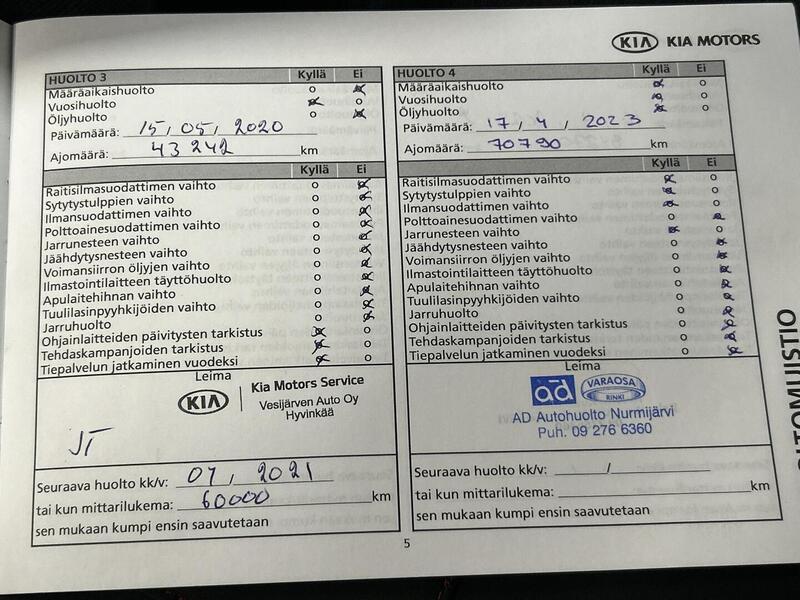 KIA KIA MOTORS
HUOLTO 3 Kyllä Ei
Määräaikaishuolto o x
Vuosihuolto x o
Öljyhuolto o x
Päivämäärä: 15, 05, 2020
Ajomäärä: 43 242 km
Kyllä Ei
Raitisilmasuodattimen vaihto o x
Sytytystulppien vaihto o x
Ilmansuodattimen vaihto o x
Polttoainesuodattimen vaihto o x
Jarrunesteen vaihto o x
Jäähdytysnesteen vaihto o x
Voimansiirron öljyjen vaihto o x
Ilmastointilaitteen täyttöhuolto o x
Apulaitehihnan vaihto o x
Tuulilasinpyyhkijöiden vaihto o x
Jarruhuolto o x
Ohjainlaitteiden päivitysten tarkistus x o
Tehdaskampanjoiden tarkistus x o
Tiepalvelun jatkaminen vuodeksi x o
Leima
KIA Kia Motors Service
Vesijärven Auto Oy
Hyvinkää
JT
Seuraava huolto kk/v: 07, 2021
tai kun mittarilukema: 60000 km
sen mukaan kumpi ensin saavutetaan
HUOLTO 4 Kyllä Ei
Määräaikaishuolto x o
Vuosihuolto x o
Öljyhuolto x o
Päivämäärä: 17, 4, 2023
Ajomäärä: 70790 km
Kyllä Ei
Raitisilmasuodattimen vaihto x o
Sytytystulppien vaihto x o
Ilmansuodattimen vaihto x o
Polttoainesuodattimen vaihto o x
Jarrunesteen vaihto x o
Jäähdytysnesteen vaihto o x
Voimansiirron öljyjen vaihto o x
Ilmastointilaitteen täyttöhuolto o x
Apulaitehihnan vaihto o x
Tuulilasinpyyhkijöiden vaihto o x
Jarruhuolto o x
Ohjainlaitteiden päivitysten tarkistus o x
Tehdaskampanjoiden tarkistus o x
Tiepalvelun jatkaminen vuodeksi o x
Leima
ad VARAOSA RINKI
AD Autohuolto Nurmijärvi
Puh. 09 276 6360
Seuraava huolto kk/v: /
tai kun mittarilukema: km
sen mukaan kumpi ensin saavutetaan
5